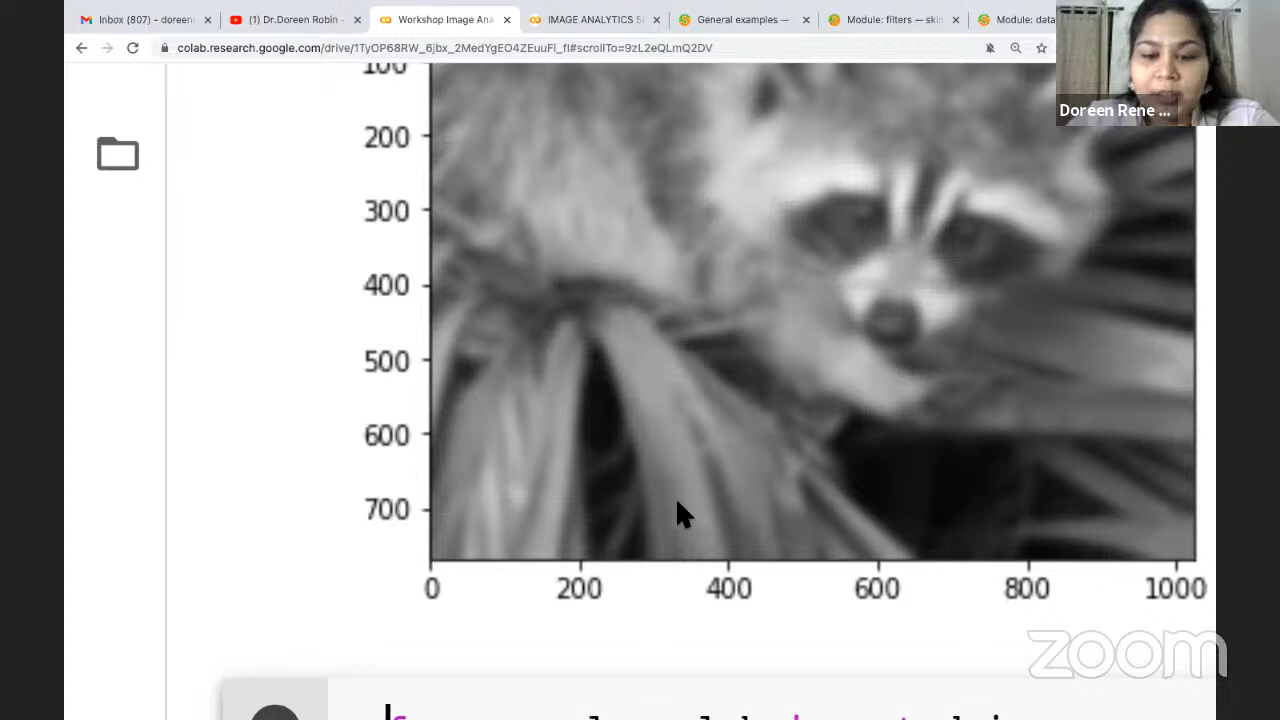 Inbox (807) - doreen
(1) Dr.Doreen Robin -
Workshop Image Ana
IMAGE ANALYTICS S
General examples —
Module: filters — skin
Module: data
colab.research.google.com/drive/1TyOP68RW_6jbx_2MedYgEO4ZEuuFl_fI#scrollTo=9zL2eQLmQ2DV
Doreen Rene ...
100
200
300
400
500
600
700
0 200 400 600 800 1000
zoom